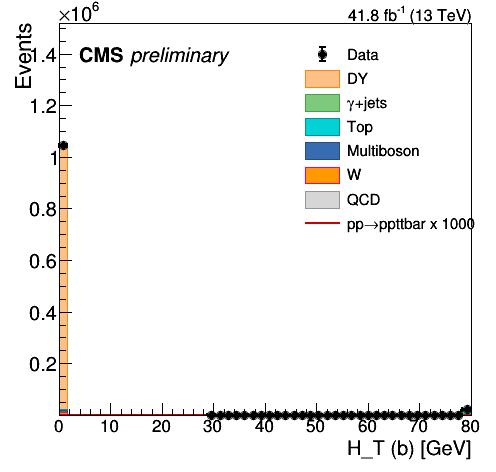 ×10⁶
41.8 fb⁻¹ (13 TeV)
Events
CMS preliminary
Data
DY
γ+jets
Top
Multiboson
W
QCD
pp→ppttbar x 1000
1.4
1.2
1
0.8
0.6
0.4
0.2
0 10 20 30 40 50 60 70 80
H_T (b) [GeV]